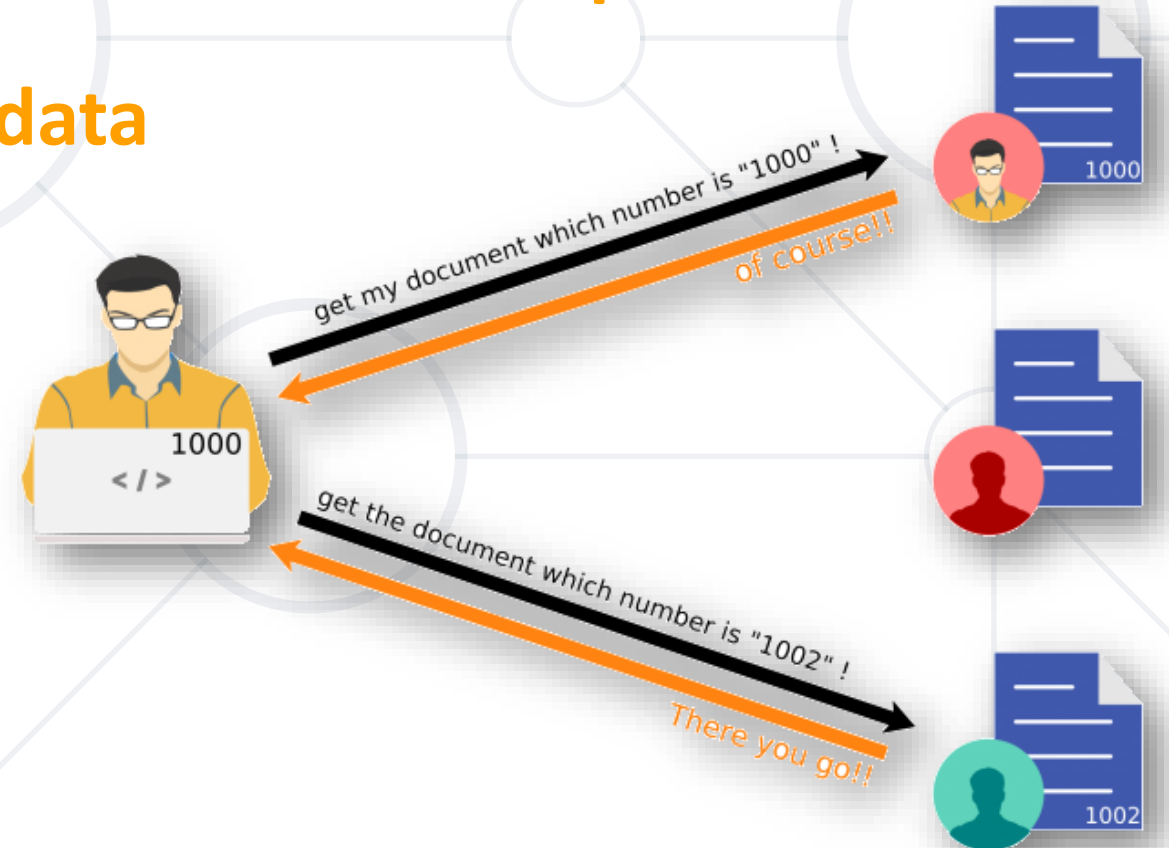 data
get my document which number is "1000" !
of course!!
1000
1000
</>
get the document which number is "1002" !
There you go!!
1002